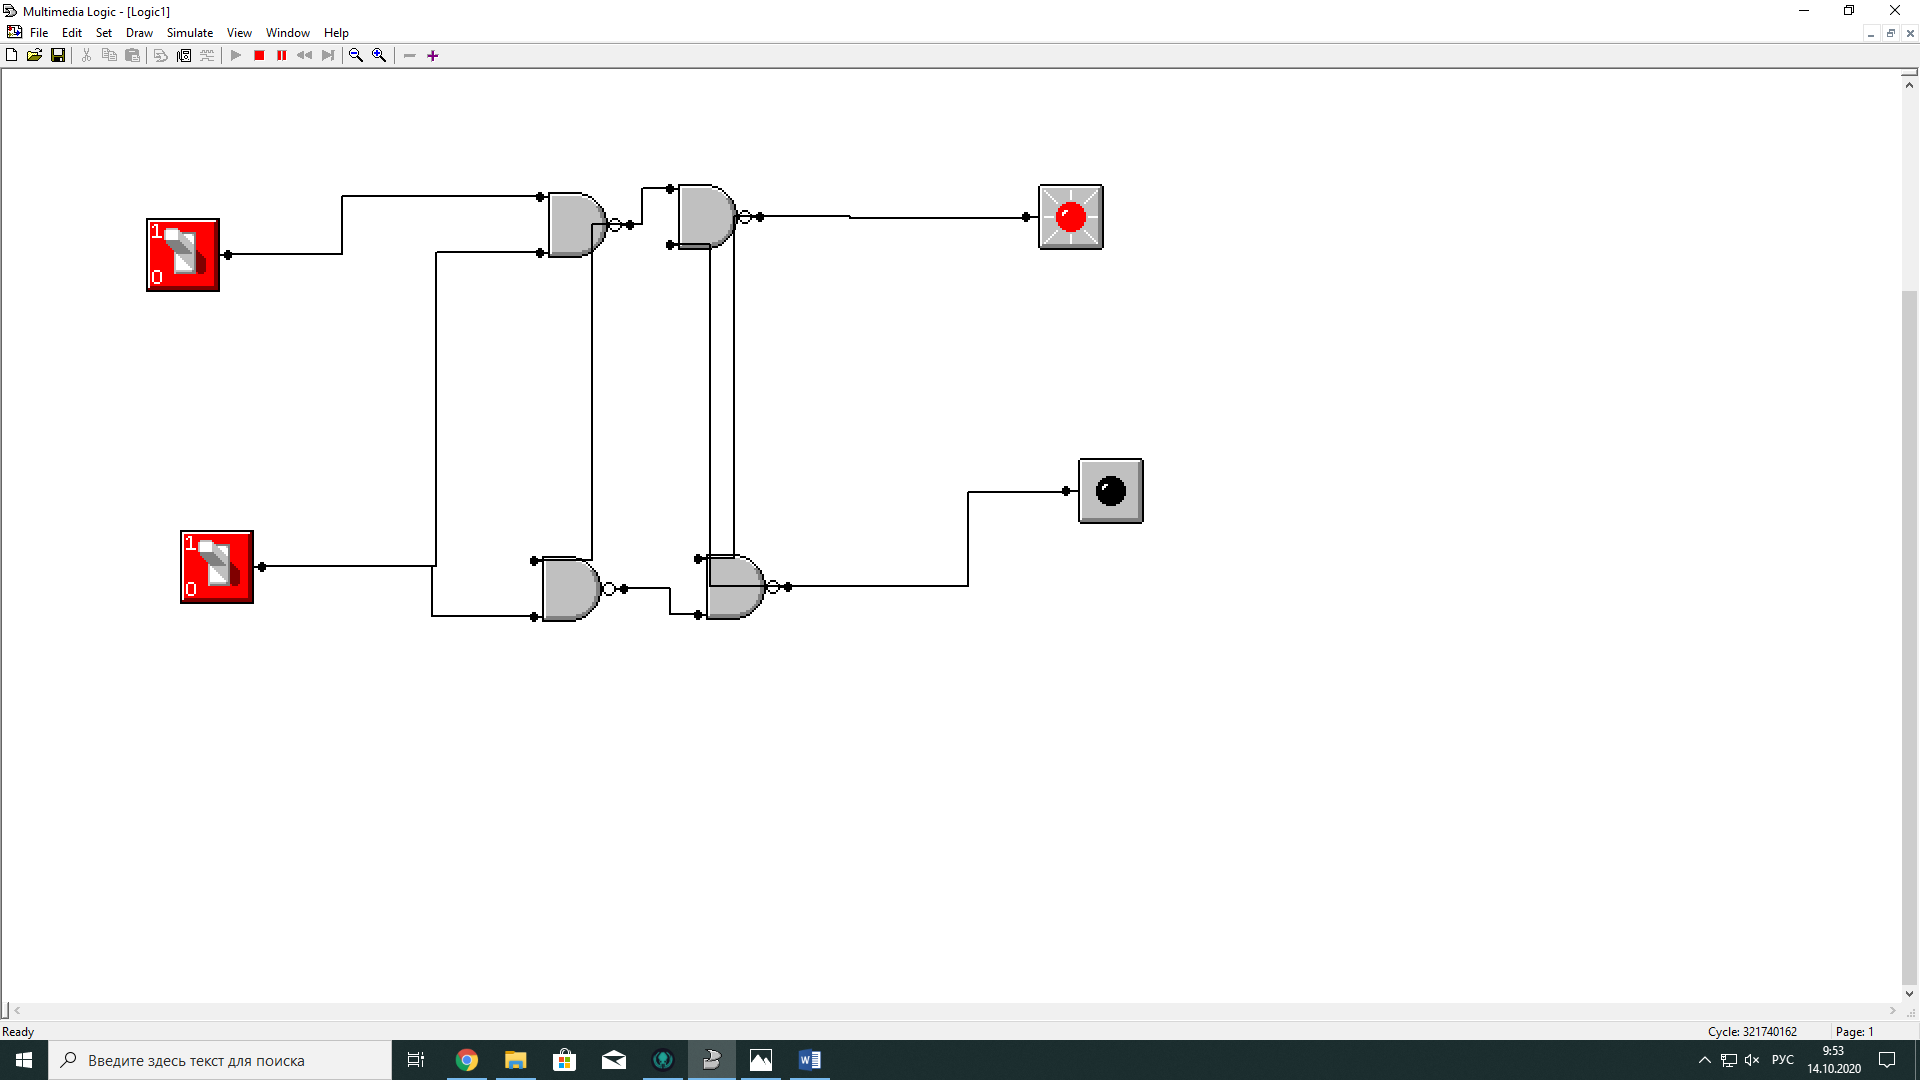 Multimedia Logic - [Logic1]
File Edit Set Draw Simulate View Window Help
1
0
1
0
Ready Cycle: 321740162 Page: 1
Введите здесь текст для поиска РУС 9:53
14.10.2020